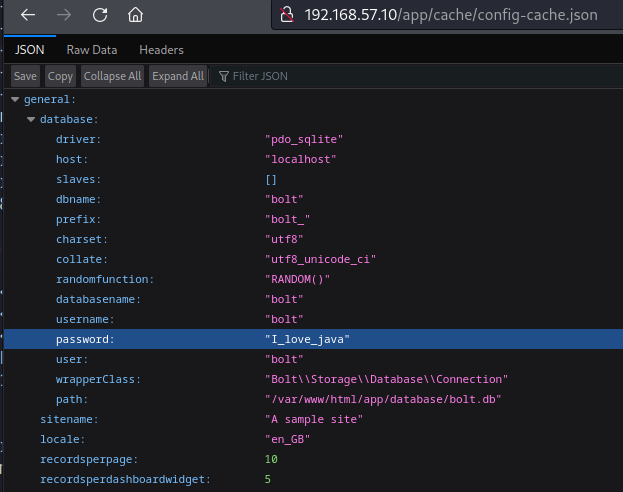 192.168.57.10/app/cache/config-cache.json
JSON Raw Data Headers
Save Copy Collapse All Expand All Filter JSON
general:
database:
driver: "pdo_sqlite"
host: "localhost"
slaves: []
dbname: "bolt"
prefix: "bolt_"
charset: "utf8"
collate: "utf8_unicode_ci"
randomfunction: "RANDOM()"
databasename: "bolt"
username: "bolt"
password: "I_love_java"
user: "bolt"
wrapperClass: "Bolt\\Storage\\Database\\Connection"
path: "/var/www/html/app/database/bolt.db"
sitename: "A sample site"
locale: "en_GB"
recordsperpage: 10
recordsperdashboardwidget: 5